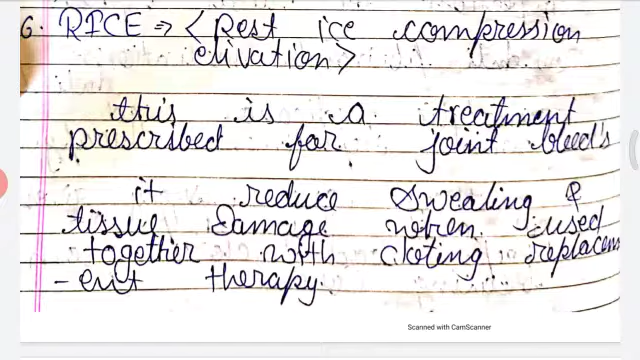 6. RICE => <Rest ice compression
elivation>
this is a treatment
prescribed for joint bleed's
it reduce swealing &
tissue damage when used
together with cloting replacem
-ent therapy.
Scanned with CamScanner